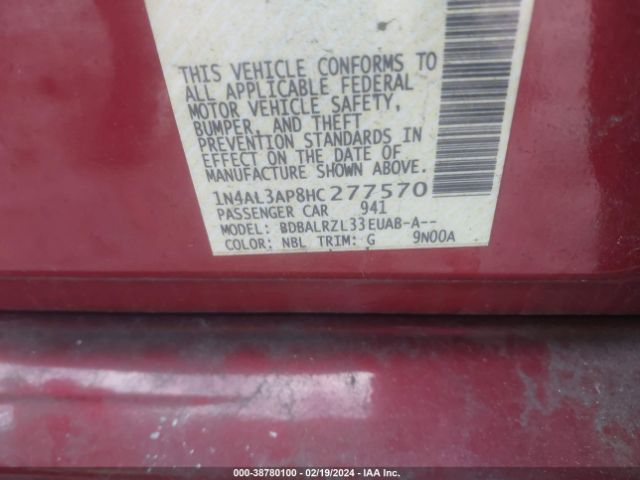 THIS VEHICLE CONFORMS TO
ALL APPLICABLE FEDERAL
MOTOR VEHICLE SAFETY,
BUMPER, AND THEFT
PREVENTION STANDARDS IN
EFFECT ON THE DATE OF
MANUFACTURE SHOWN ABOVE.
1N4AL3AP8HC277570
PASSENGER CAR 941
MODEL: BDBALRZL33EUAB-A--
COLOR: NBL TRIM: G 9N00A
000-38780100 - 02/19/2024 - IAA Inc.